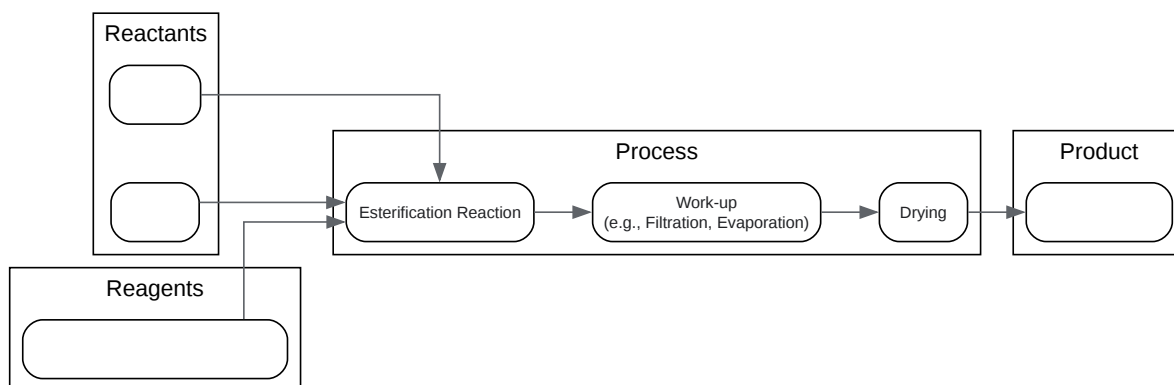 Reactants
Process
Product
Esterification Reaction
Work-up
(e.g., Filtration, Evaporation)
Drying
Reagents